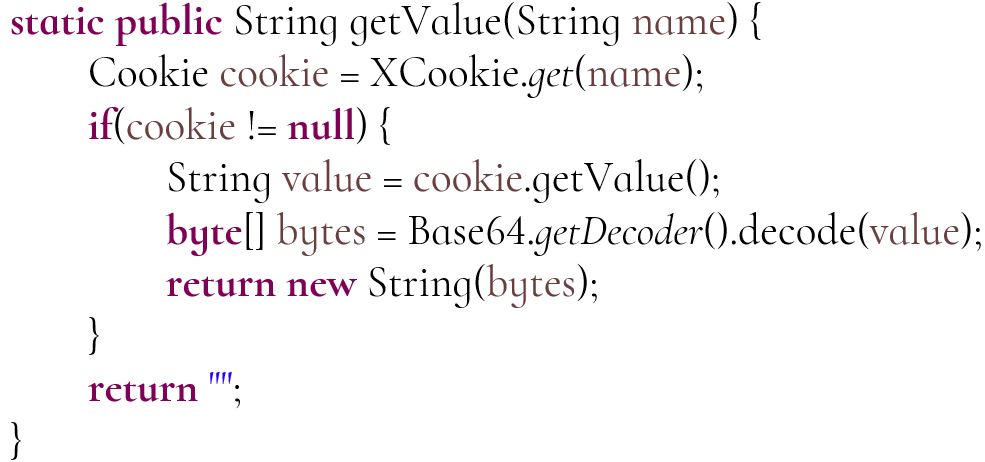 static public String getValue(String name) {
Cookie cookie = XCookie.get(name);
if(cookie != null) {
String value = cookie.getValue();
byte[] bytes = Base64.getDecoder().decode(value);
return new String(bytes);
}
return "";
}